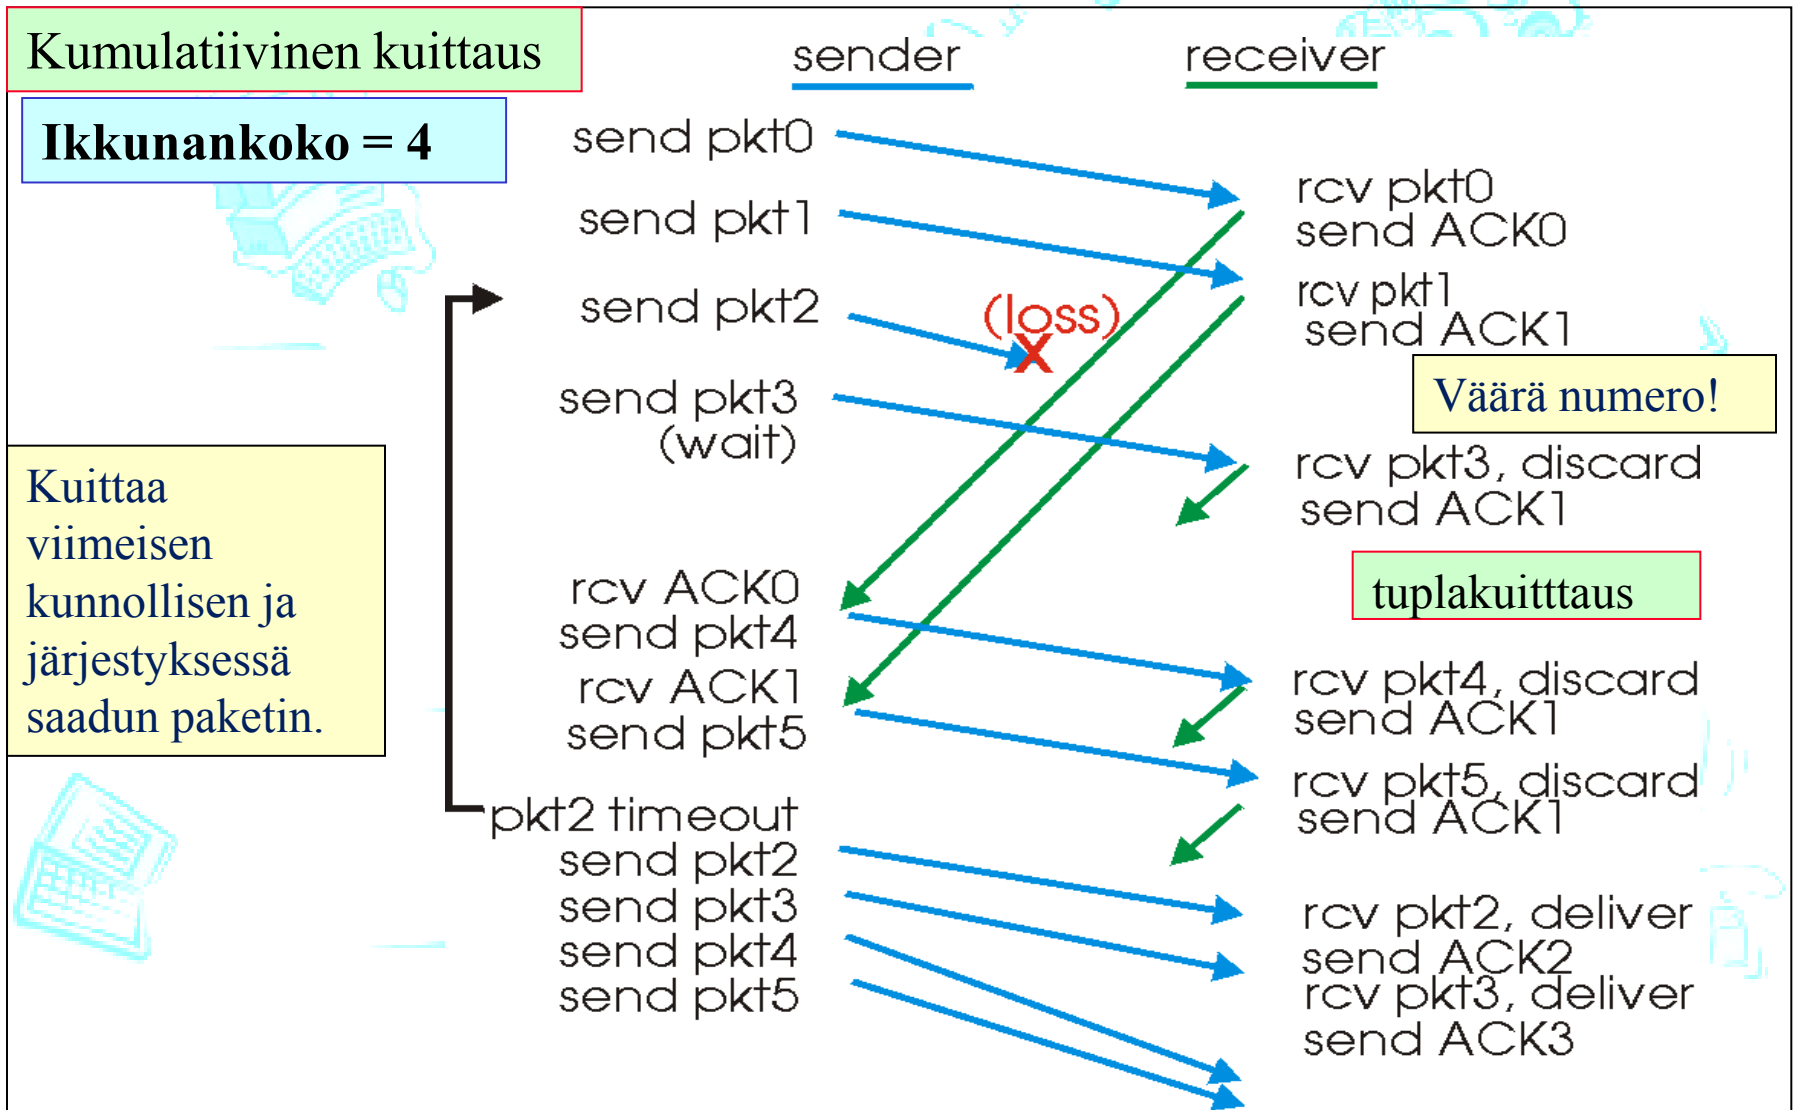 Kumulatiivinen kuittaus
Ikkunankoko = 4
sender
receiver
send pkt0
rcv pkt0
send ACK0
send pkt1
rcv pkt1
send ACK1
send pkt2
(loss)
X
Väärä numero!
send pkt3
(wait)
rcv pkt3, discard
send ACK1
Kuittaa
viimeisen
kunnollisen ja
järjestyksessä
saadun paketin.
tuplakuitttaus
rcv ACK0
send pkt4
rcv ACK1
send pkt5
rcv pkt4, discard
send ACK1
rcv pkt5, discard
send ACK1
pkt2 timeout
send pkt2
send pkt3
send pkt4
send pkt5
rcv pkt2, deliver
send ACK2
rcv pkt3, deliver
send ACK3